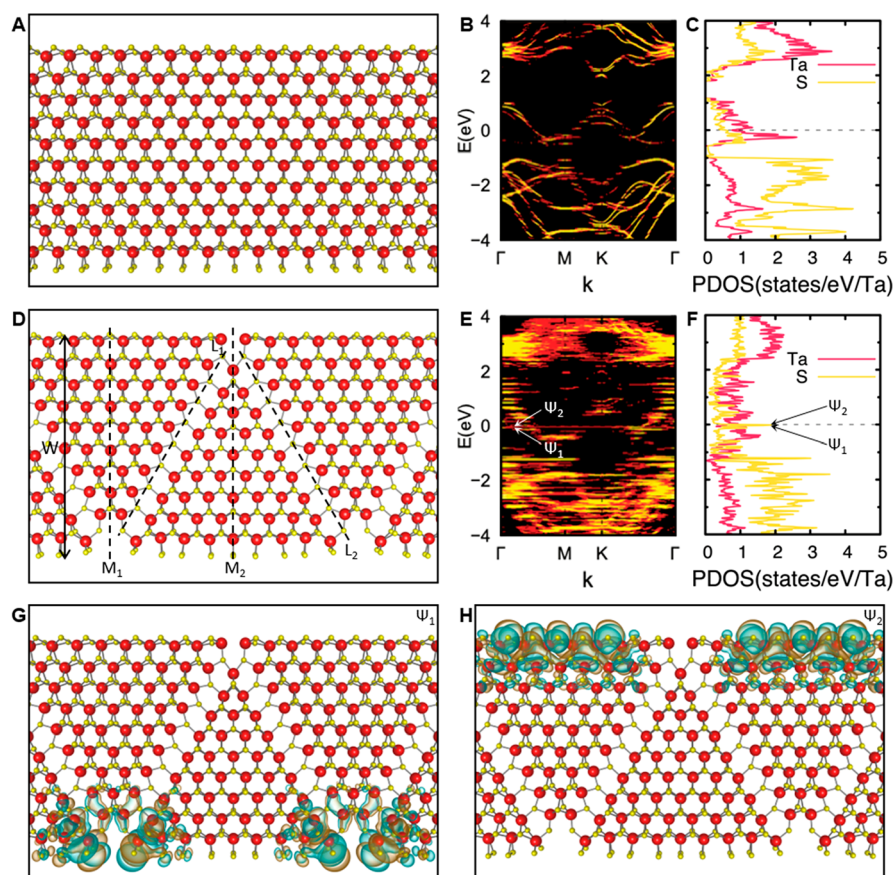 A
B
4
2
0
−2
−4
E(eV)
Γ M K Γ
k
C
Ta
S
0 1 2 3 4 5
PDOS(states/eV/Ta)
D
W
L1
L2
M1
M2
E
4
2
0
−2
−4
E(eV)
Ψ2
Ψ1
Γ M K Γ
k
F
Ta
S
Ψ2
Ψ1
0 1 2 3 4 5
PDOS(states/eV/Ta)
G
Ψ1
H
Ψ2